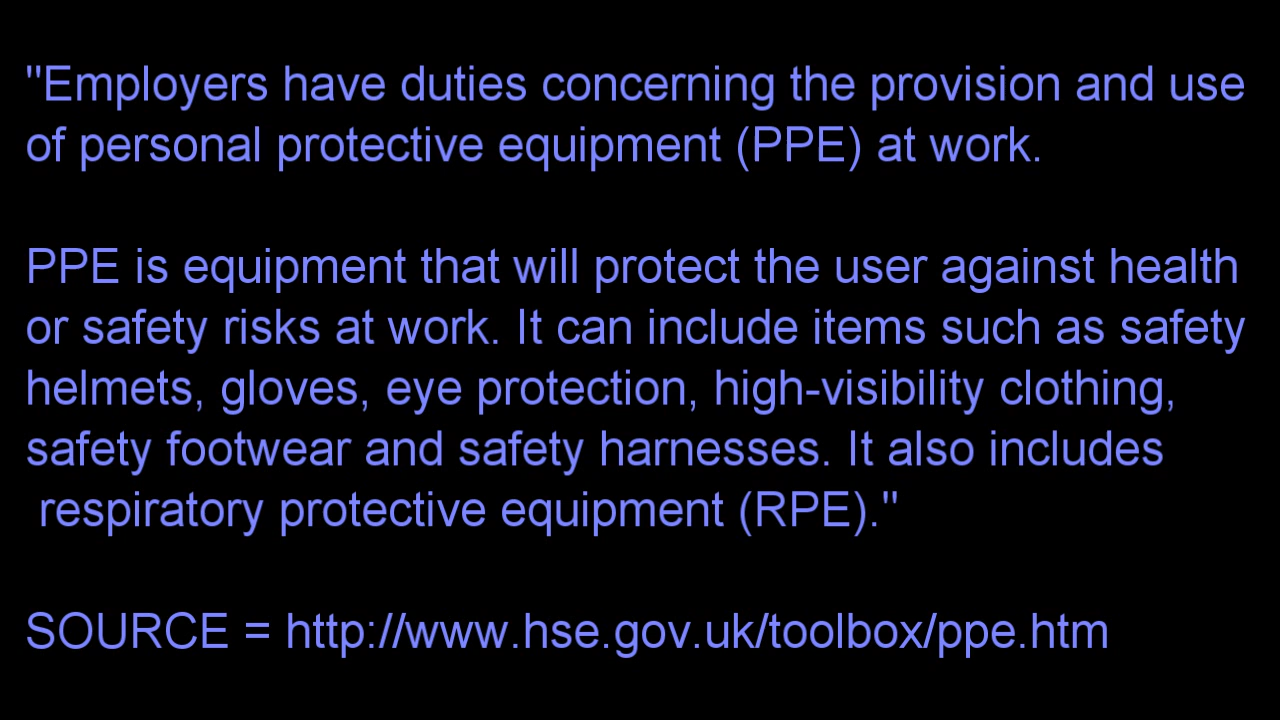 "Employers have duties concerning the provision and use
of personal protective equipment (PPE) at work.
PPE is equipment that will protect the user against health
or safety risks at work. It can include items such as safety
helmets, gloves, eye protection, high-visibility clothing,
safety footwear and safety harnesses. It also includes
respiratory protective equipment (RPE)."
SOURCE = http://www.hse.gov.uk/toolbox/ppe.htm